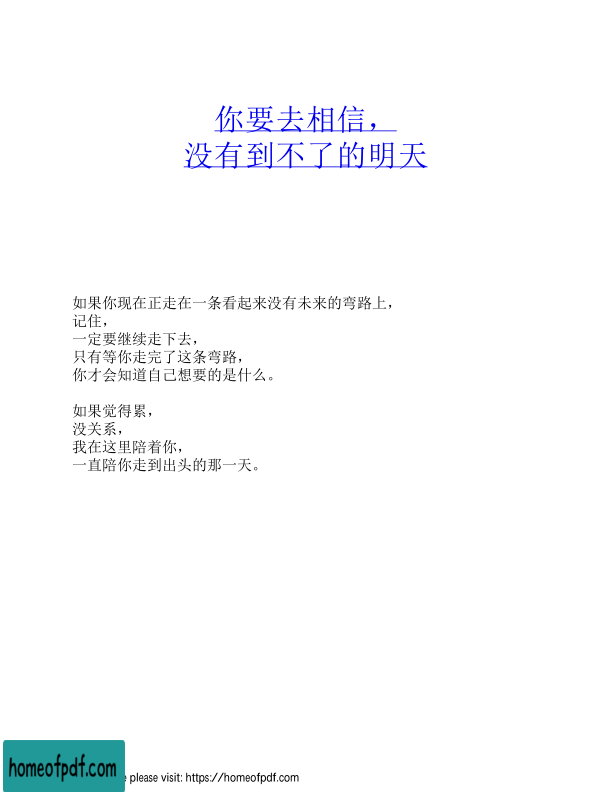 你要去相信，
没有到不了的明天
如果你现在正走在一条看起来没有未来的弯路上，
记住，
一定要继续走下去，
只有等你走完了这条弯路，
你才会知道自己想要的是什么。
如果觉得累，
没关系，
我在这里陪着你，
一直陪你走到出头的那一天。
homeofpdf.com
please visit: https://homeofpdf.com